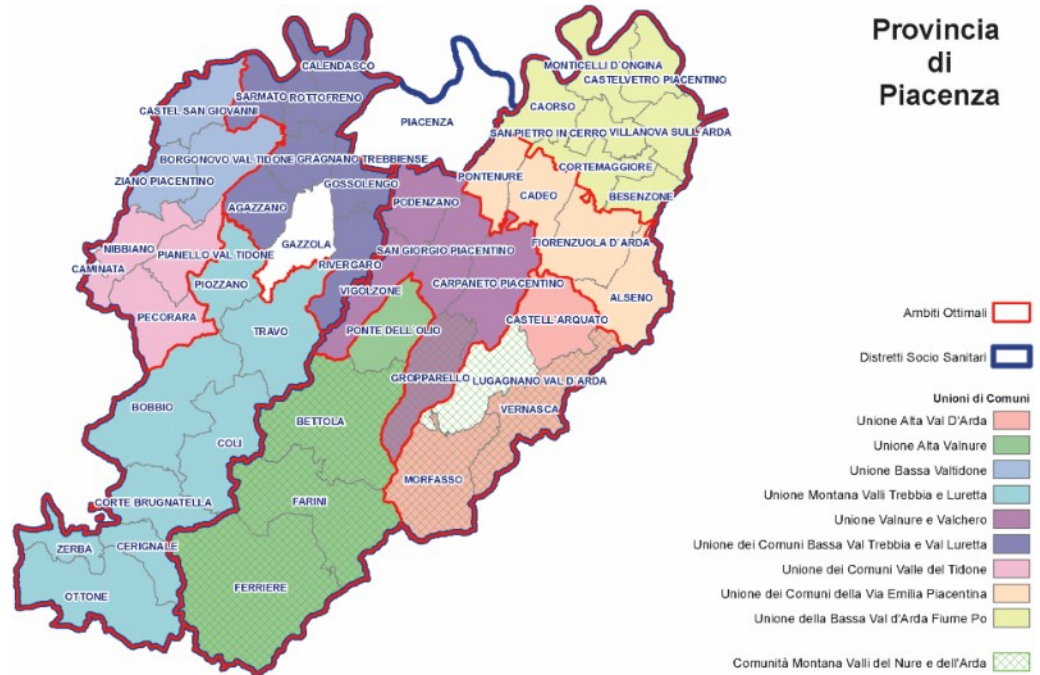 Provincia
di
Piacenza
CALENDASCO
MONTICELLI D'ONGINA
CASTELVETRO PIACENTINO
SARMATO
ROTTOFRENO
CASTEL SAN GIOVANNI
CAORSO
PIACENZA
SAN PIETRO IN CERRO
VILLANOVA SULL'ARDA
BORGONOVO VAL TIDONE
GRAGNANO TREBBIENSE
CORTEMAGGIORE
PONTENURE
ZIANO PIACENTINO
GOSSOLENGO
CADEO
BESENZONE
PODENZANO
AGAZZANO
GAZZOLA
FIORENZUOLA D'ARDA
NIBBIANO
PIANELLO VAL TIDONE
SAN GIORGIO PIACENTINO
CAMINATA
RIVERGARO
PIOZZANO
VIGOLZONE
CARPANETO PIACENTINO
ALSENO
PECORARA
TRAVO
PONTE DELL'OLIO
CASTELL'ARQUATO
GROPPARELLO
LUGAGNANO VAL D'ARDA
BOBBIO
VERNASCA
BETTOLA
COLI
MORFASSO
CORTE BRUGNATELLA
FARINI
ZERBA
CERIGNALE
FERRIERE
OTTONE
Ambiti Ottimali
Distretti Socio Sanitari
Unioni di Comuni
Unione Alta Val D'Arda
Unione Alta Valnure
Unione Bassa Valtidone
Unione Montana Valli Trebbia e Luretta
Unione Valnure e Valchero
Unione dei Comuni Bassa Val Trebbia e Val Luretta
Unione dei Comuni Valle del Tidone
Unione dei Comuni della Via Emilia Piacentina
Unione della Bassa Val d'Arda Fiume Po
Comunità Montana Valli del Nure e dell'Arda